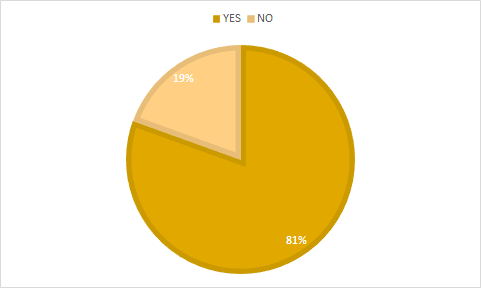 YES NO
19%
81%